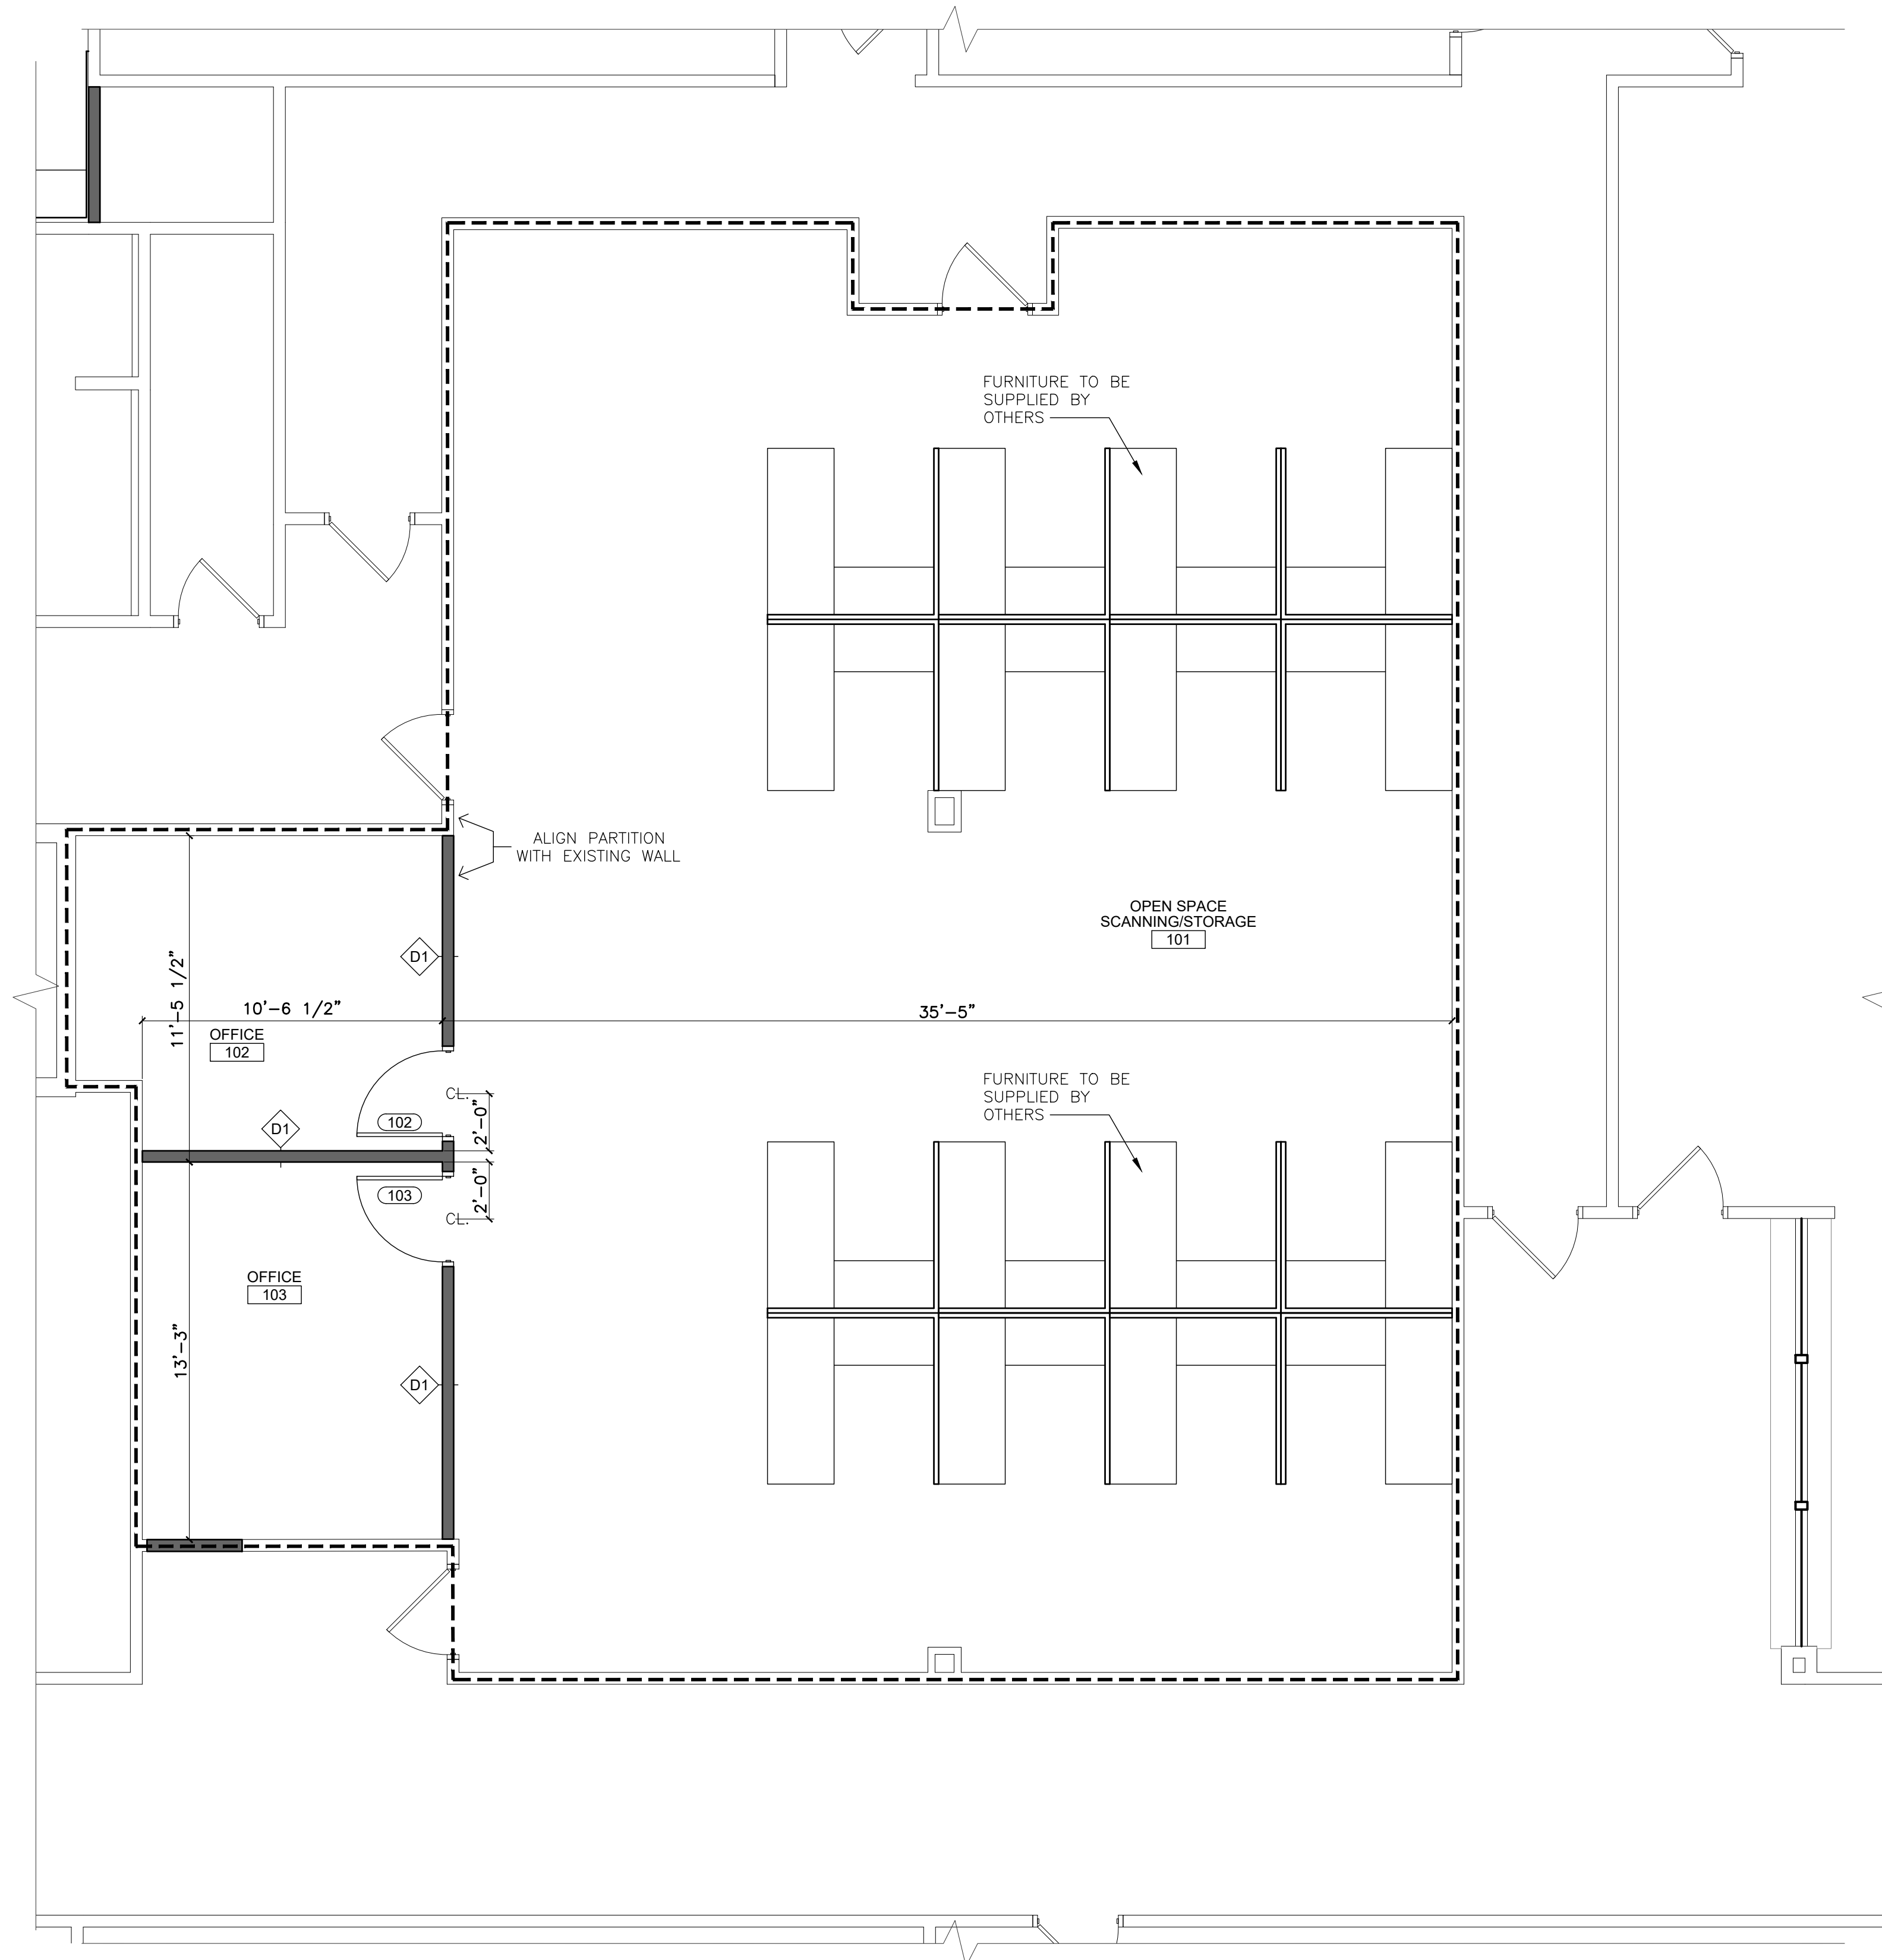 FURNITURE TO BE
SUPPLIED BY
OTHERS
ALIGN PARTITION
WITH EXISTING WALL
OPEN SPACE
SCANNING/STORAGE
101
D1
11'-5 1/2"
10'-6 1/2"
35'-5"
OFFICE
102
FURNITURE TO BE
SUPPLIED BY
OTHERS
CL.
2'-0"
102
D1
103
2'-0"
CL.
OFFICE
103
13'-3"
D1